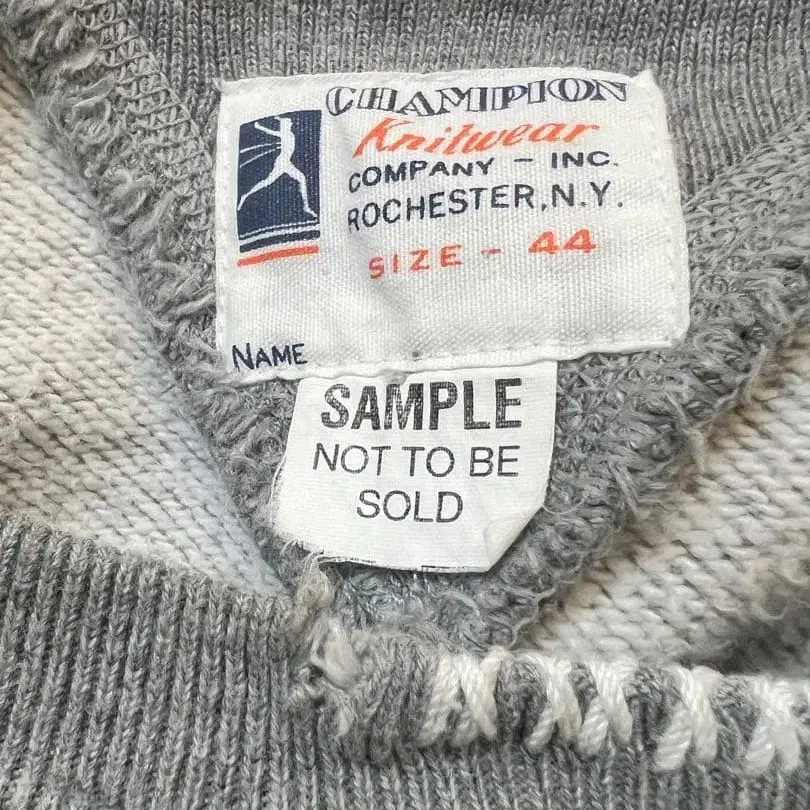 CHAMPION
Knitwear
COMPANY - INC.
ROCHESTER, N.Y.
SIZE - 44
NAME
SAMPLE
NOT TO BE
SOLD